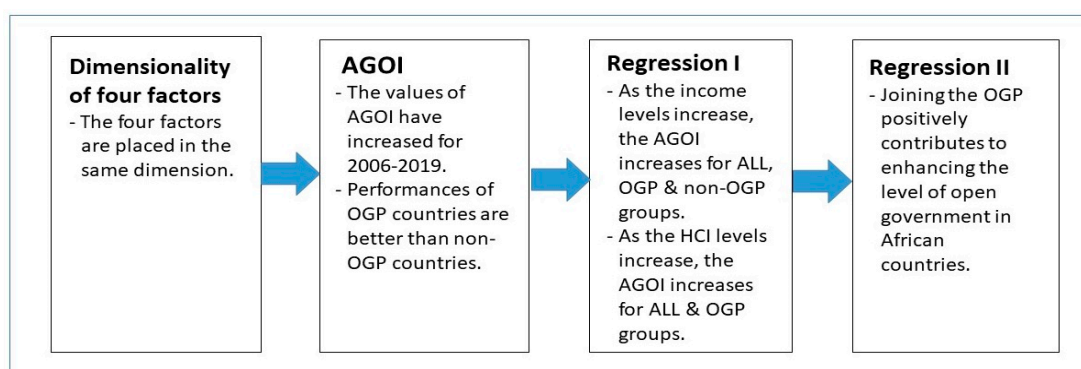 Dimensionality
of four factors
- The four factors
are placed in the
same dimension.
AGOI
- The values of
AGOI have
increased for
2006-2019.
- Performances of
OGP countries are
better than non-
OGP countries.
Regression I
- As the income
levels increase,
the AGOI
increases for ALL,
OGP & non-OGP
groups.
- As the HCI levels
increase, the
AGOI increases
for ALL & OGP
groups.
Regression II
- Joining the OGP
positively
contributes to
enhancing the
level of open
government in
African
countries.